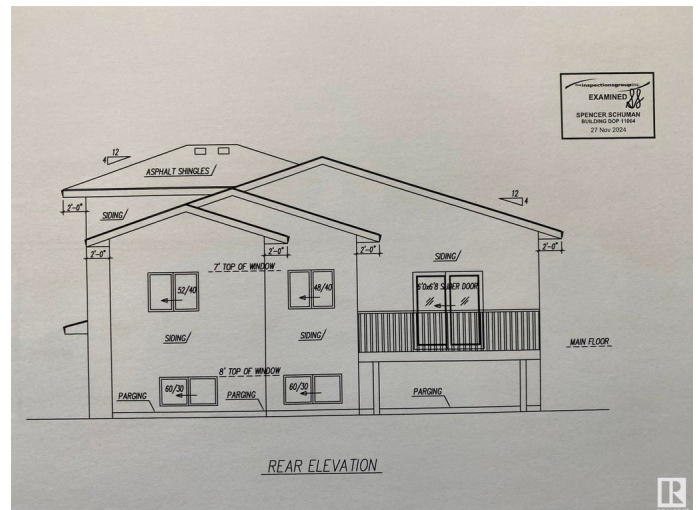 theinspectionsgroupinc
EXAMINED
SPENCER SCHUMAN
BUILDING DOP 11064
27 Nov 2024
12
4
ASPHALT SHINGLES
12
4
2'-0"
SIDING
2'-0"
2'-0"
2'-0"
2'-0"
SIDING
7' TOP OF WINDOW
52/40
48/40
6'0x6'8 SLIDER DOOR
SIDING
SIDING
MAIN FLOOR
8' TOP OF WINDOW
60/30
60/30
PARGING
PARGING
PARGING
REAR ELEVATION
R